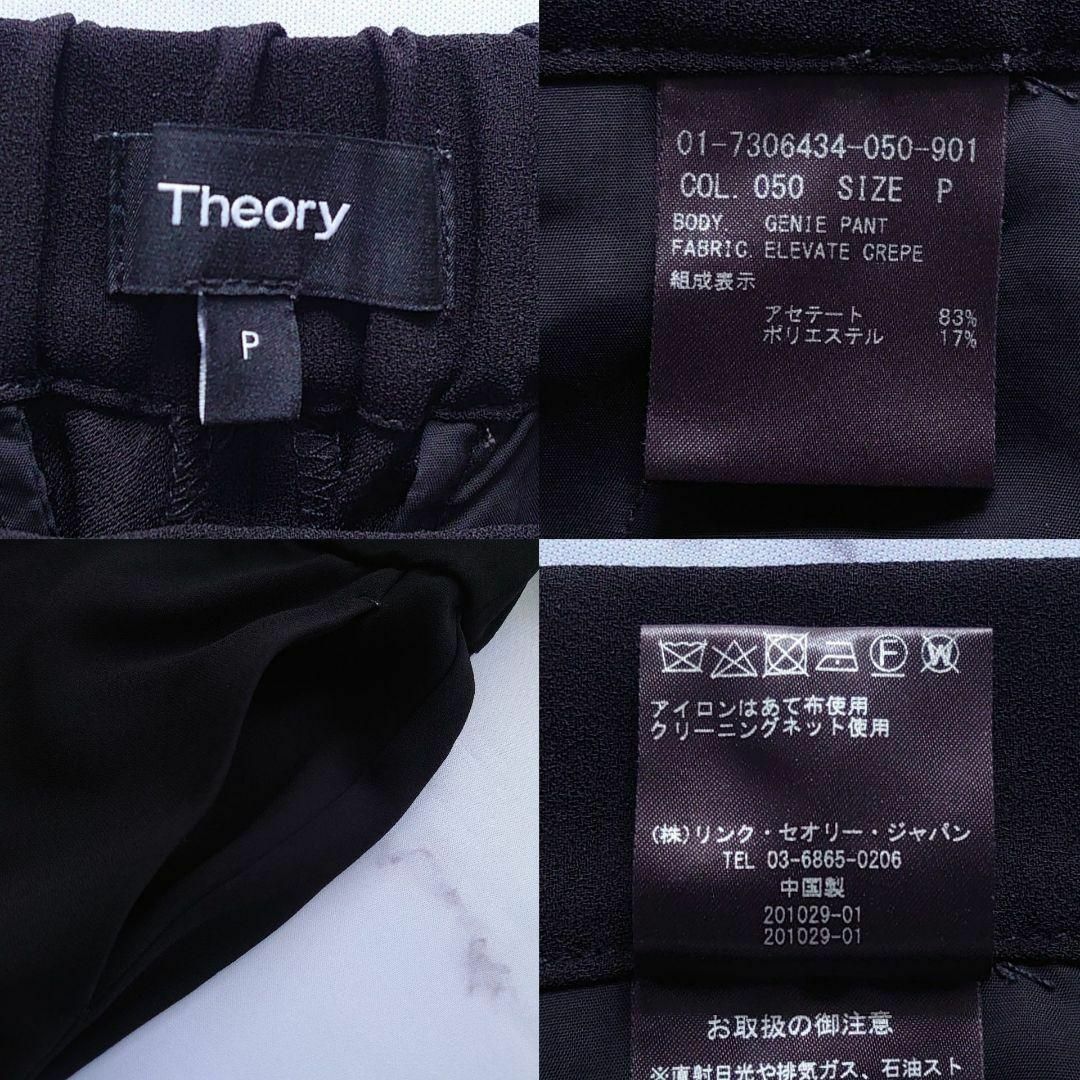 Theory
P
01-7306434-050-901
COL. 050 SIZE P
BODY GENIE PANT
FABRIC ELEVATE CREPE
組成表示
アセテート 83%
ポリエステル 17%
F W
アイロンはあて布使用
クリーニングネット使用
(株)リンク・セオリー・ジャパン
TEL 03-6865-0206
中国製
201029-01
201029-01
お取扱の御注意
※直射日光や排気ガス、石油スト